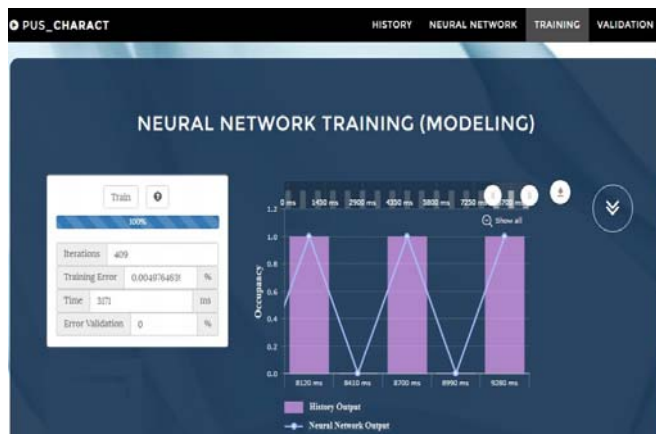 PUS_CHARACT
HISTORY NEURAL NETWORK TRAINING VALIDATION
NEURAL NETWORK TRAINING (MODELING)
Train
100%
Iterations 409
Training Error %
Time 3171 ms
Error Validation 0 %
0 ms 1450 ms 2900 ms 4350 ms 5800 ms 7250
Show all
Occupancy
1.2
1.0
0.8
0.6
0.4
0.2
0.0
8120 ms 8410 ms 8700 ms 8990 ms 9280 ms
History Output
Neural Network Output